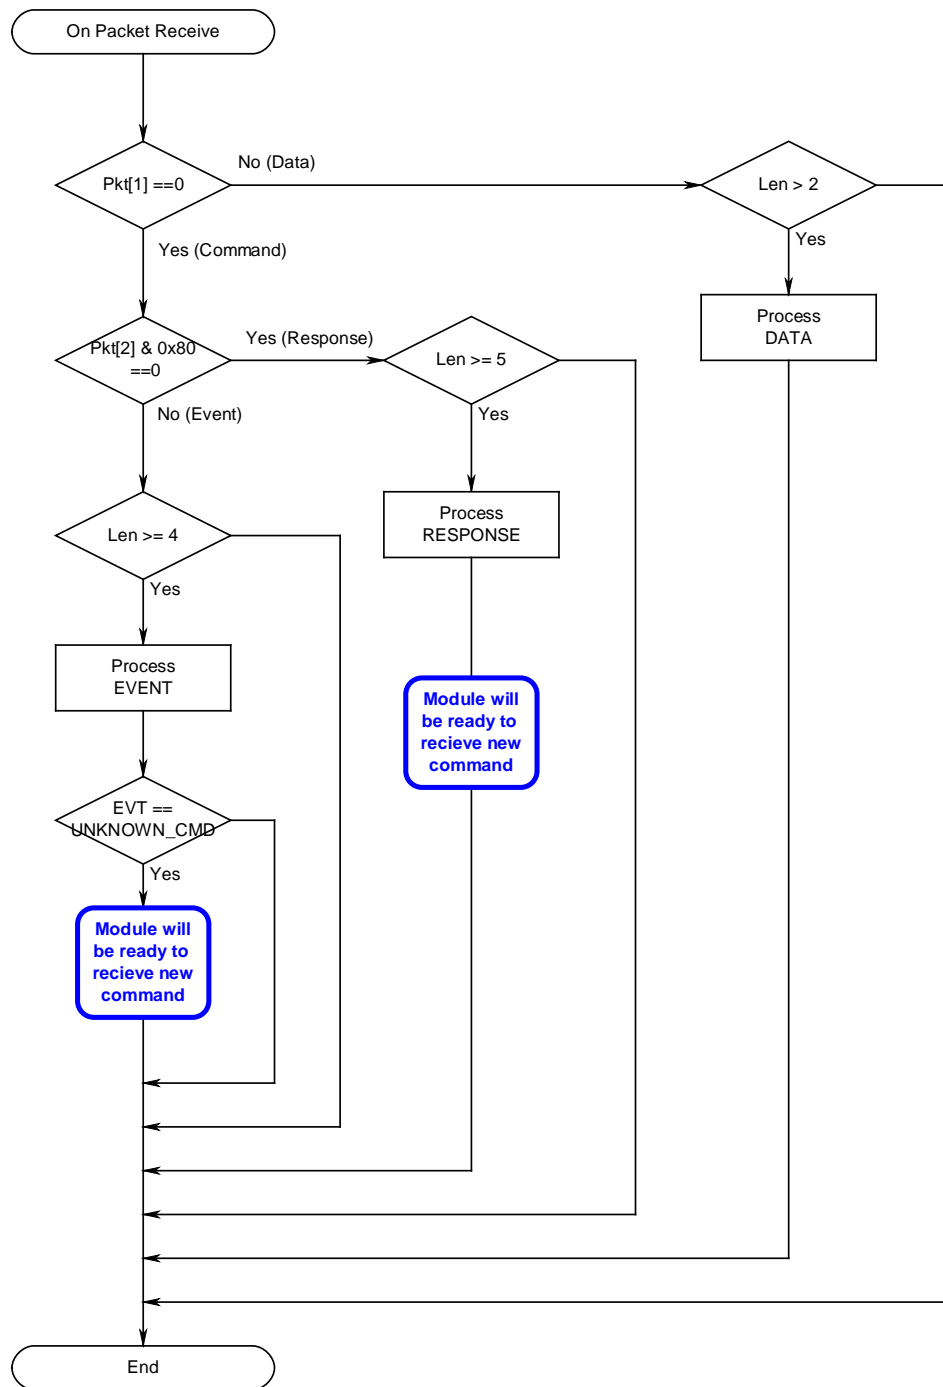 On Packet Receive
No (Data)
Pkt[1] ==0
Len > 2
Yes
Yes (Command)
Process
DATA
Pkt[2] & 0x80
==0
Yes (Response)
Len >= 5
No (Event)
Yes
Process
RESPONSE
Len >= 4
Yes
Process
EVENT
Module will
be ready to
recieve new
command
EVT ==
UNKNOWN_CMD
Yes
Module will
be ready to
recieve new
command
End